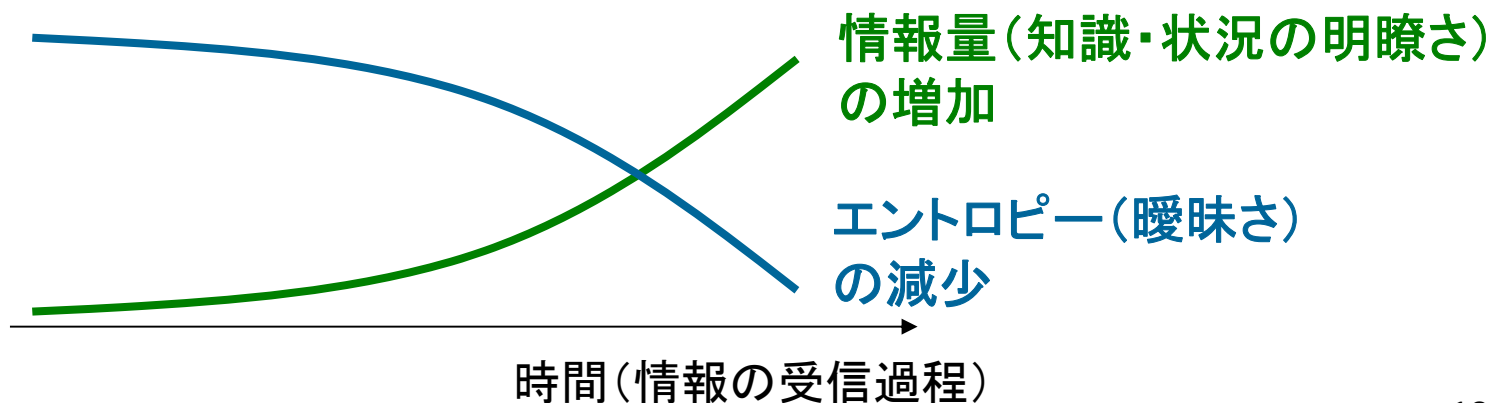 情報量(知識・状況の明瞭さ)
の増加
エントロピー(曖昧さ)
の減少
時間(情報の受信過程)